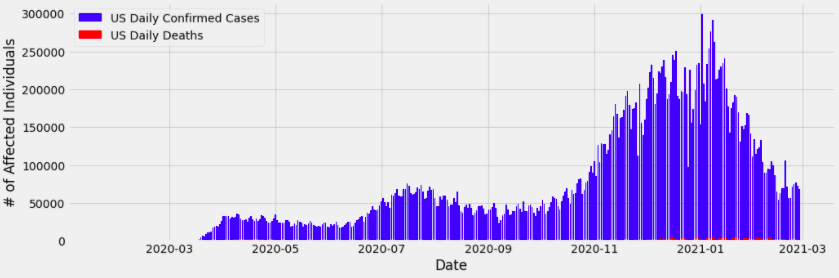 300000
US Daily Confirmed Cases
US Daily Deaths
250000
200000
150000
100000
50000
0
# of Affected Individuals
2020-03 2020-05 2020-07 2020-09 2020-11 2021-01 2021-03
Date